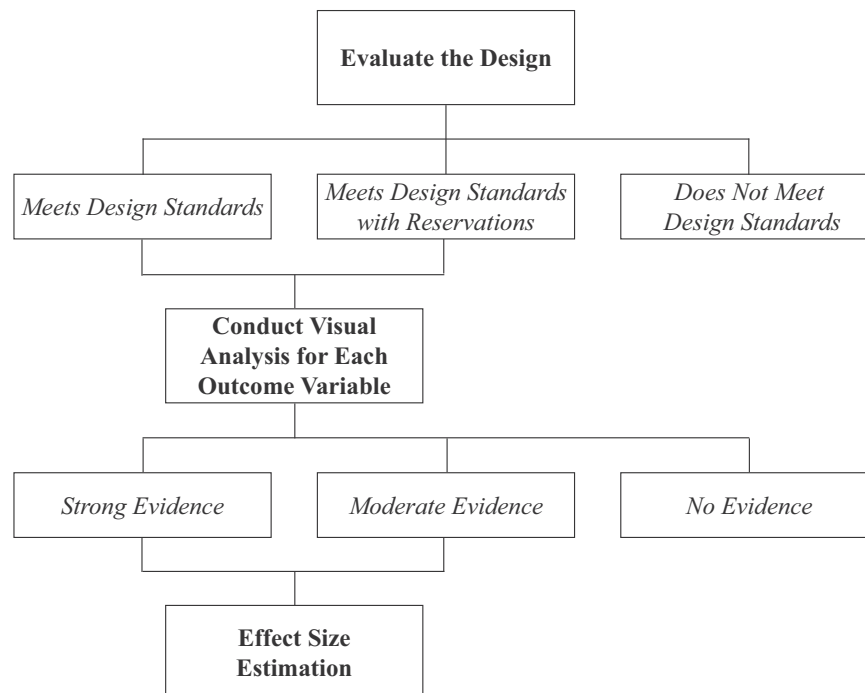 Evaluate the Design
Meets Design Standards
Meets Design Standards
with Reservations
Does Not Meet
Design Standards
Conduct Visual
Analysis for Each
Outcome Variable
Strong Evidence
Moderate Evidence
No Evidence
Effect Size
Estimation